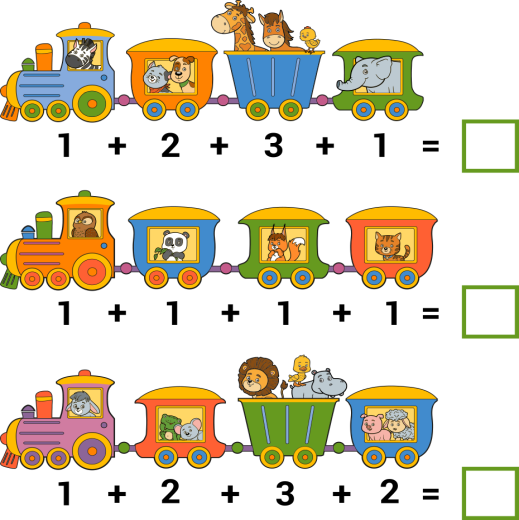 1 + 2 + 3 + 1 =
1 + 1 + 1 + 1 =
1 + 2 + 3 + 2 =